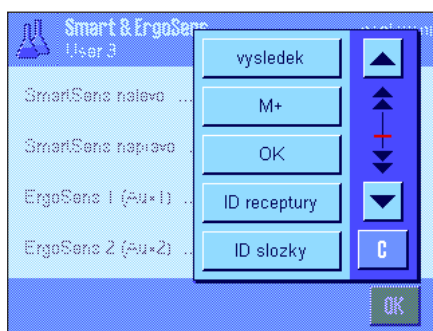 Smart & ErgoSens
User 3
vysledek
SmartSens nalevo ...
M+
SmartSens napravo ...
OK
ErgoSens 1 (Aux1) ...
ID receptury
ErgoSens 2 (Aux2) ...
ID slozky
C
OK